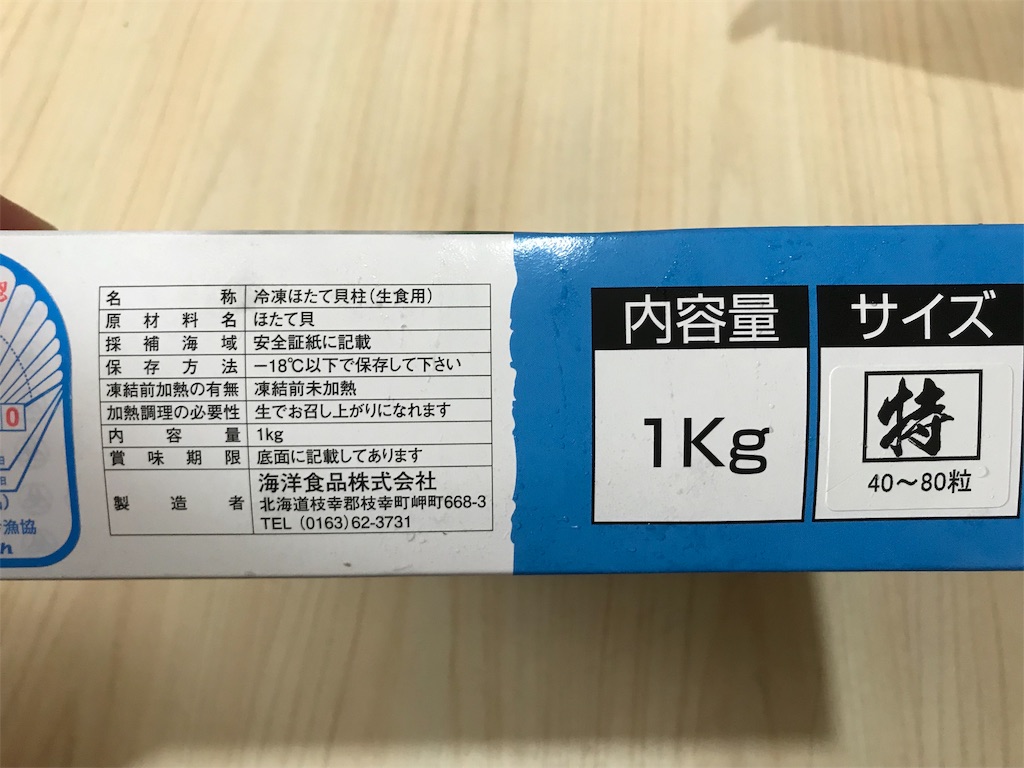 0
漁協
名称 冷凍ほたて貝柱(生食用)
原材料名 ほたて貝
採補海域 安全証紙に記載
保存方法 −18℃以下で保存して下さい
凍結前加熱の有無 凍結前未加熱
加熱調理の必要性 生でお召し上がりになれます
内容量 1kg
賞味期限 底面に記載してあります
製造者 海洋食品株式会社
北海道枝幸郡枝幸町岬町668-3
TEL (0163)62-3731
内容量
1Kg
サイズ
特
40〜80粒